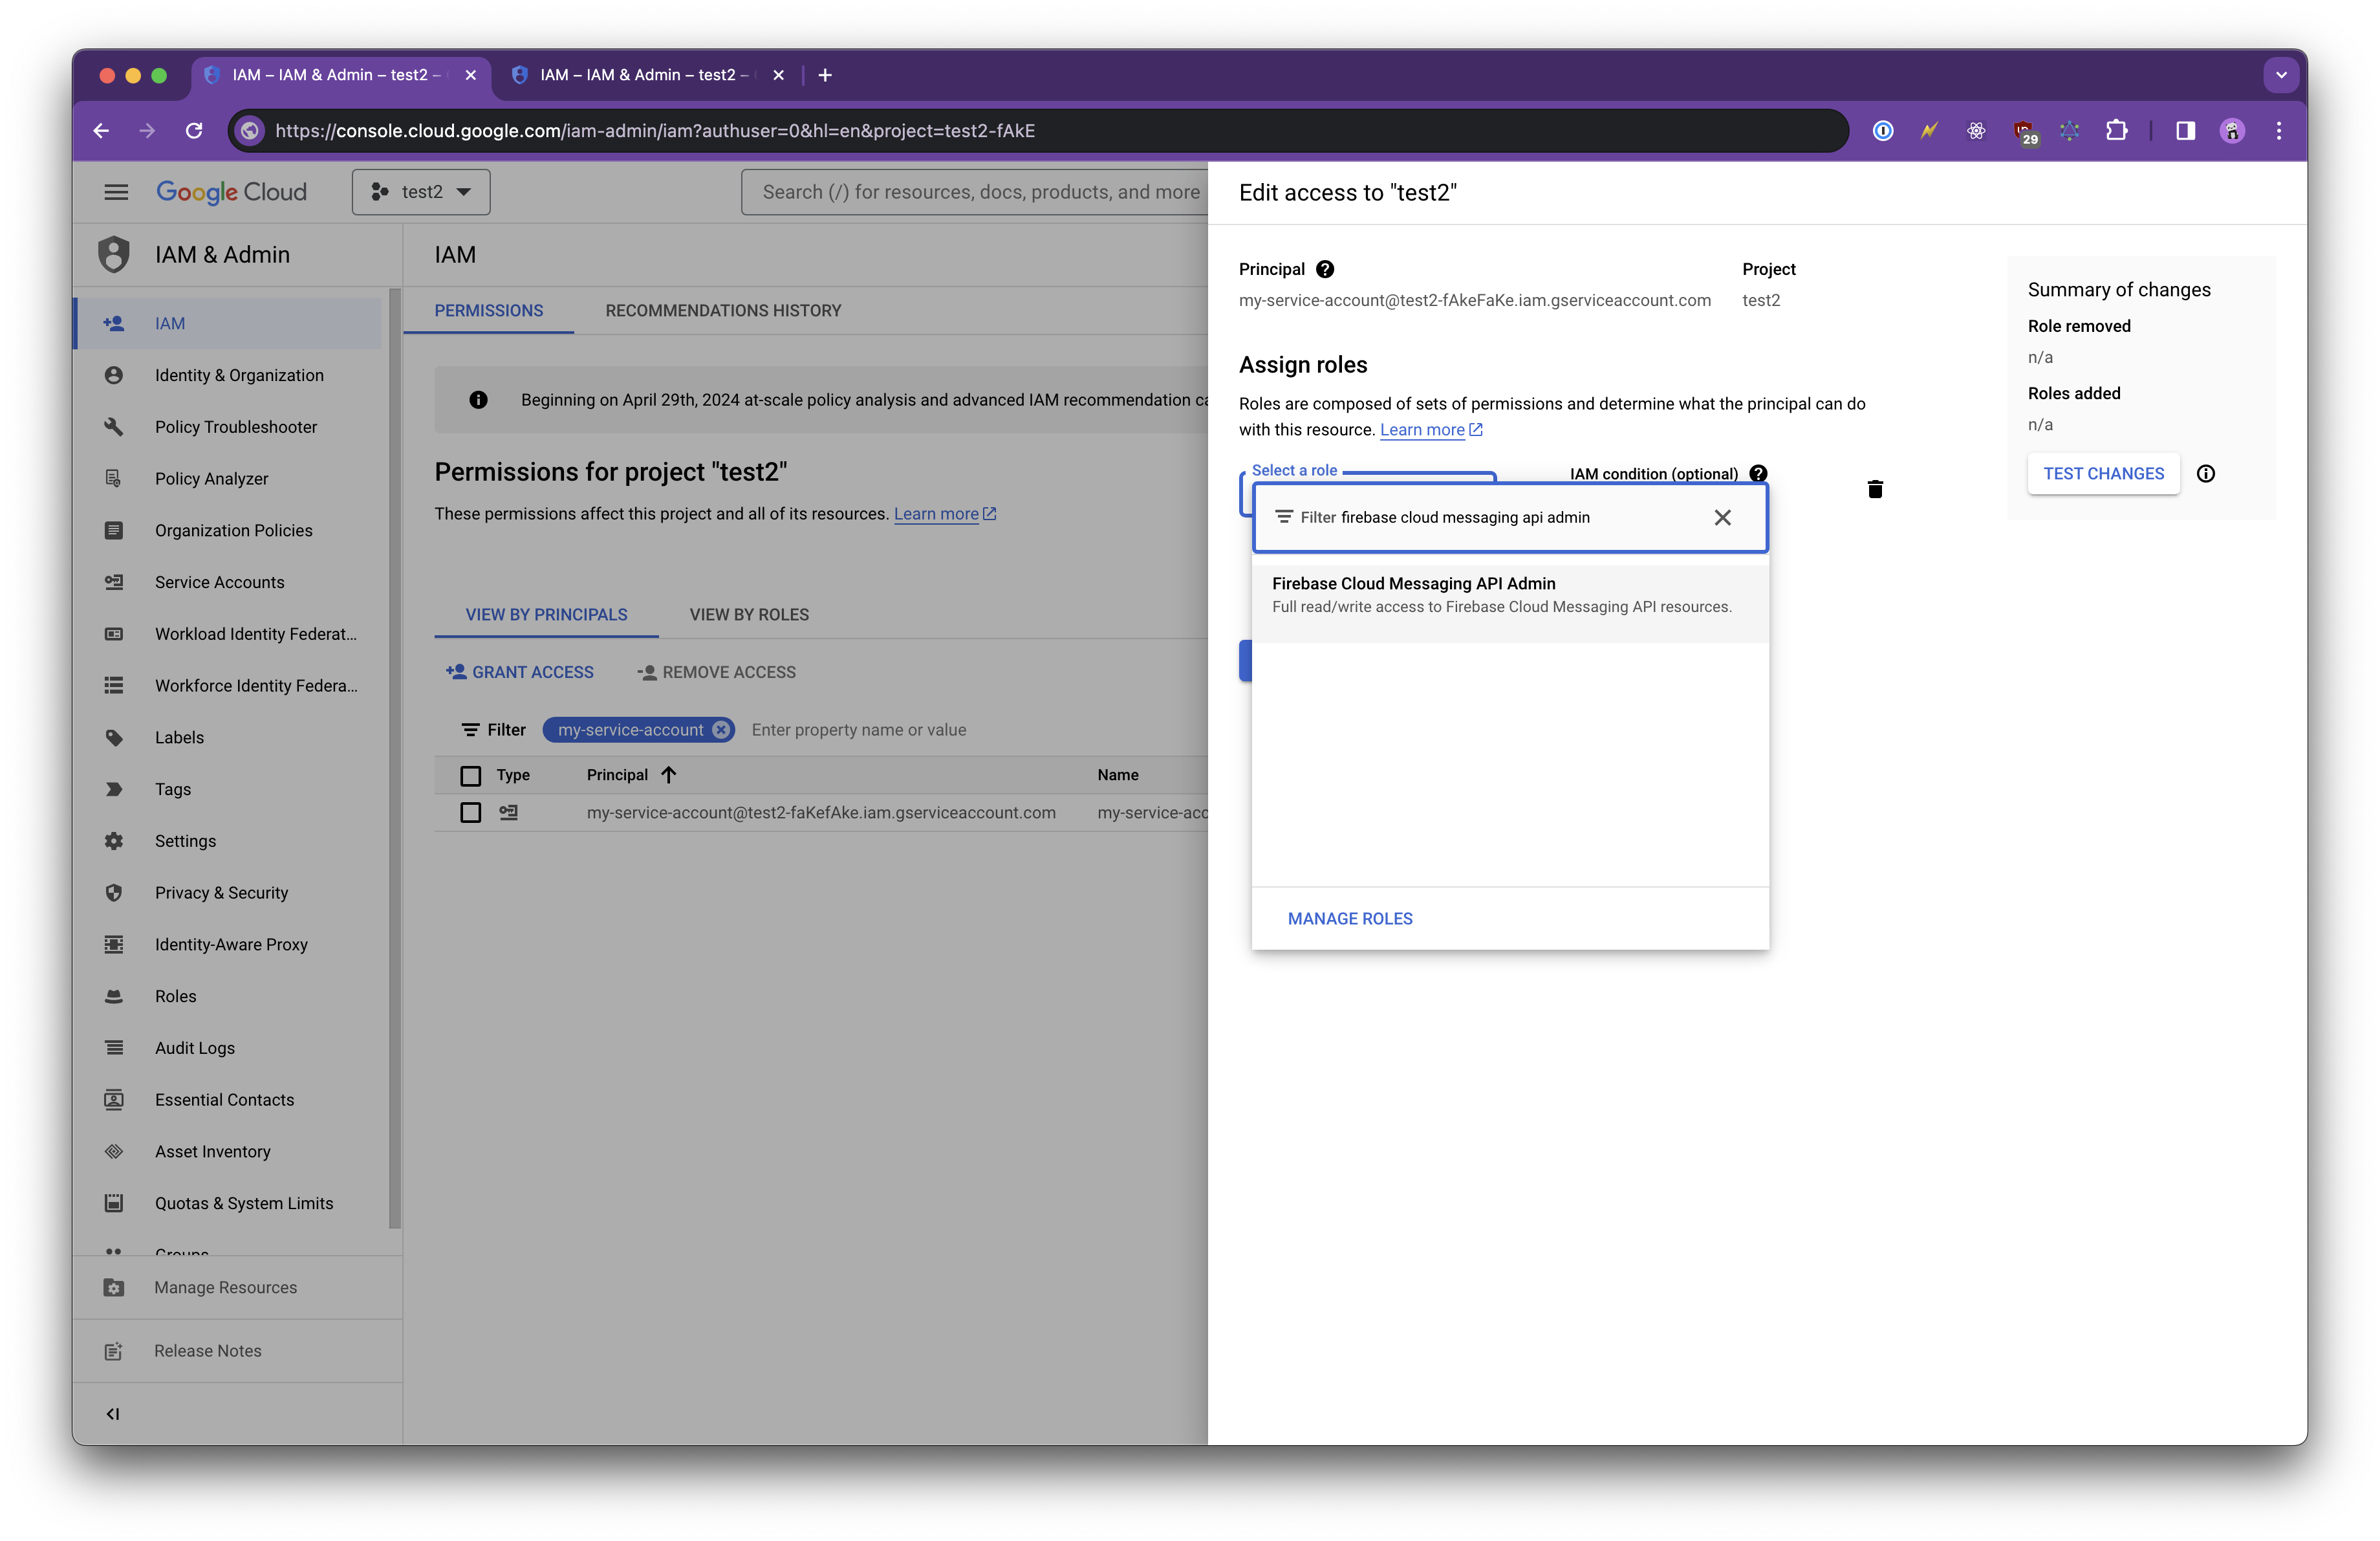 IAM – IAM & Admin – test2 –
IAM – IAM & Admin – test2 –
https://console.cloud.google.com/iam-admin/iam?authuser=0&hl=en&project=test2-fAkE
29
Google Cloud
test2
Search (/) for resources, docs, products, and more
IAM & Admin
IAM
Identity & Organization
Policy Troubleshooter
Policy Analyzer
Organization Policies
Service Accounts
Workload Identity Federat...
Workforce Identity Federa...
Labels
Tags
Settings
Privacy & Security
Identity-Aware Proxy
Roles
Audit Logs
Essential Contacts
Asset Inventory
Quotas & System Limits
Groups
Manage Resources
Release Notes
IAM
PERMISSIONS
RECOMMENDATIONS HISTORY
Beginning on April 29th, 2024 at-scale policy analysis and advanced IAM recommendation
Permissions for project "test2"
These permissions affect this project and all of its resources. Learn more
VIEW BY PRINCIPALS
VIEW BY ROLES
GRANT ACCESS
REMOVE ACCESS
Filter
my-service-account
Enter property name or value
Type
Principal
Name
my-service-account@test2-faKefAke.iam.gserviceaccount.com
my-service-acc
Edit access to "test2"
Principal
Project
my-service-account@test2-fAkeFaKe.iam.gserviceaccount.com
test2
Assign roles
Roles are composed of sets of permissions and determine what the principal can do
with this resource. Learn more
Select a role
IAM condition (optional)
Filter firebase cloud messaging api admin
Firebase Cloud Messaging API Admin
Full read/write access to Firebase Cloud Messaging API resources.
MANAGE ROLES
Summary of changes
Role removed
n/a
Roles added
n/a
TEST CHANGES